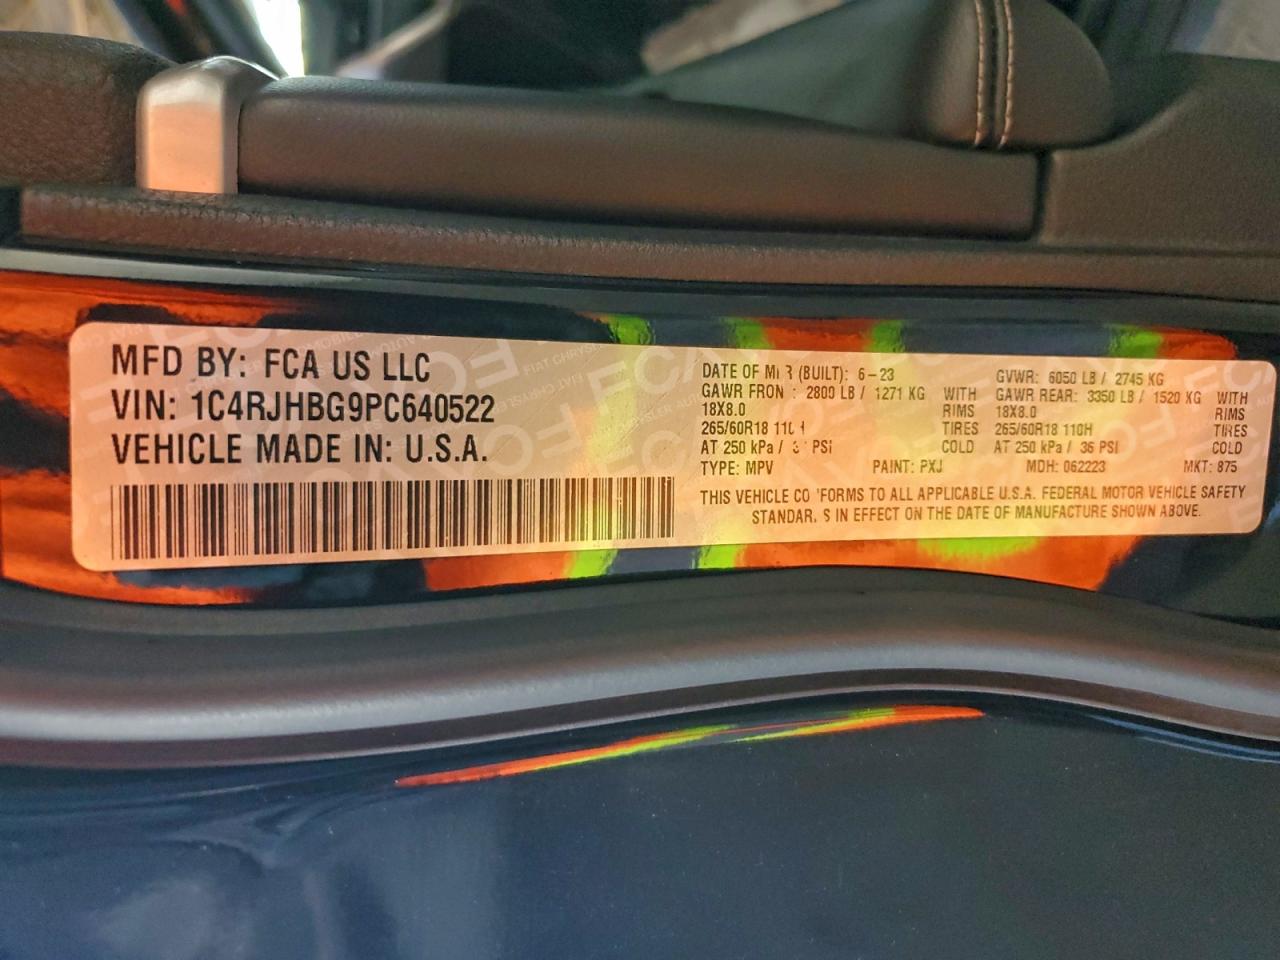 MFD BY: FCA US LLC
VIN: 1C4RJHBG9PC640522
VEHICLE MADE IN: U.S.A.
DATE OF M R (BUILT): 6-23 GVWR: 6050 LB / 2745 KG
GAWR FRON : 2800 LB / 1271 KG WITH GAWR REAR: 3350 LB / 1520 KG WITH
18X8.0 RIMS 18X8.0 RIMS
265/60R18 110H TIRES 265/60R18 110H TIRES
AT 250 kPa / PSI COLD AT 250 kPa / 36 PSI COLD
TYPE: MPV PAINT: PXJ MDH: 062223 MKT: 875
THIS VEHICLE CO FORMS TO ALL APPLICABLE U.S.A. FEDERAL MOTOR VEHICLE SAFETY
STANDAR S IN EFFECT ON THE DATE OF MANUFACTURE SHOWN ABOVE.